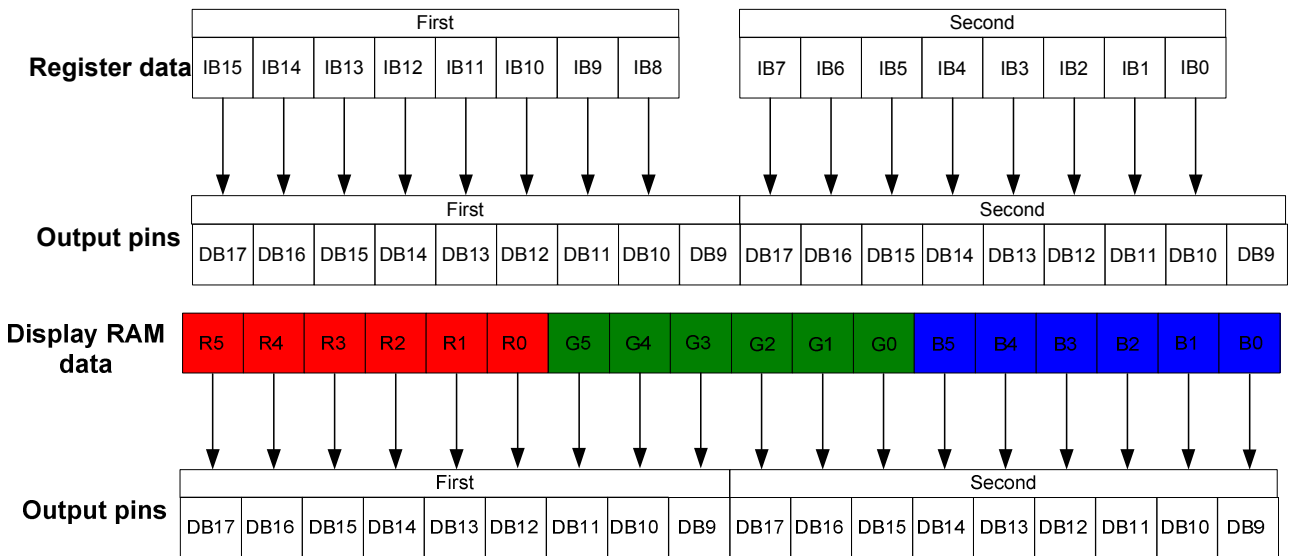 First Second
Register data IB15 IB14 IB13 IB12 IB11 IB10 IB9 IB8 IB7 IB6 IB5 IB4 IB3 IB2 IB1 IB0
First Second
Output pins DB17 DB16 DB15 DB14 DB13 DB12 DB11 DB10 DB9 DB17 DB16 DB15 DB14 DB13 DB12 DB11 DB10 DB9
Display RAM
data
R5 R4 R3 R2 R1 R0 G5 G4 G3 G2 G1 G0 B5 B4 B3 B2 B1 B0
First Second
Output pins DB17 DB16 DB15 DB14 DB13 DB12 DB11 DB10 DB9 DB17 DB16 DB15 DB14 DB13 DB12 DB11 DB10 DB9